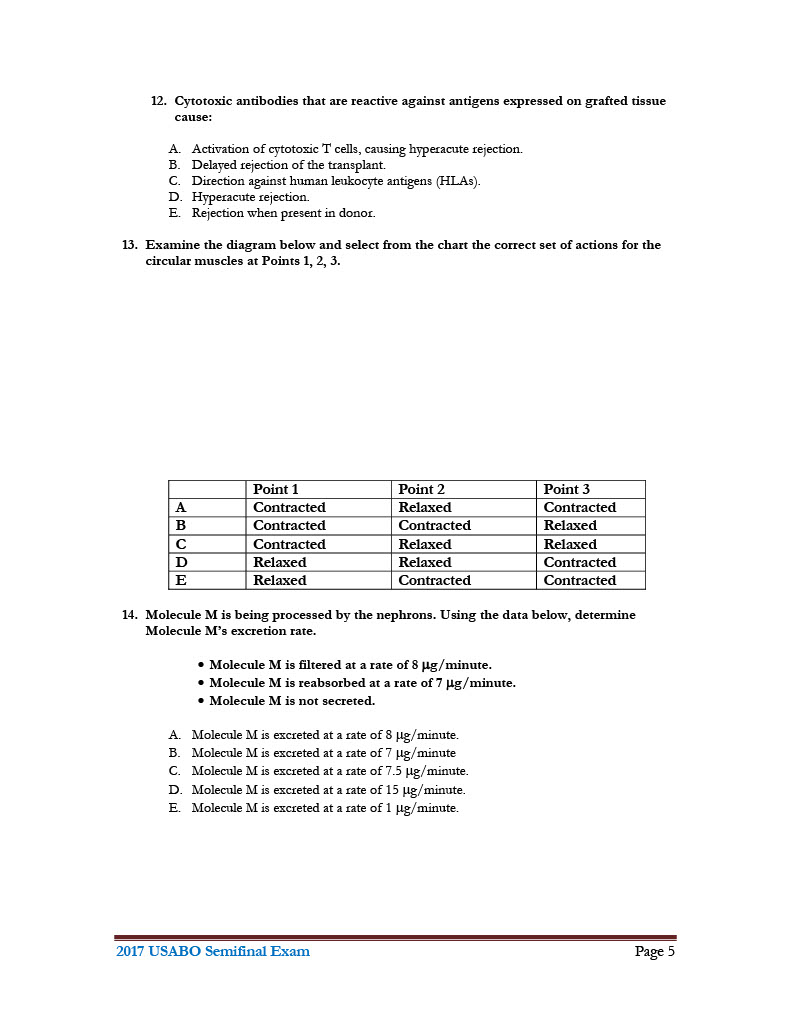 12. Cytotoxic antibodies that are reactive against antigens expressed on grafted tissue
cause:
A. Activation of cytotoxic T cells, causing hyperacute rejection.
B. Delayed rejection of the transplant.
C. Direction against human leukocyte antigens (HLAs).
D. Hyperacute rejection.
E. Rejection when present in donor.
13. Examine the diagram below and select from the chart the correct set of actions for the
circular muscles at Points 1, 2, 3.
Point 1 Point 2 Point 3
A Contracted Relaxed Contracted
B Contracted Contracted Relaxed
C Contracted Relaxed Relaxed
D Relaxed Relaxed Contracted
E Relaxed Contracted Contracted
14. Molecule M is being processed by the nephrons. Using the data below, determine
Molecule M’s excretion rate.
• Molecule M is filtered at a rate of 8 µg/minute.
• Molecule M is reabsorbed at a rate of 7 µg/minute.
• Molecule M is not secreted.
A. Molecule M is excreted at a rate of 8 µg/minute.
B. Molecule M is excreted at a rate of 7 µg/minute
C. Molecule M is excreted at a rate of 7.5 µg/minute.
D. Molecule M is excreted at a rate of 15 µg/minute.
E. Molecule M is excreted at a rate of 1 µg/minute.
2017 USABO Semifinal Exam Page 5